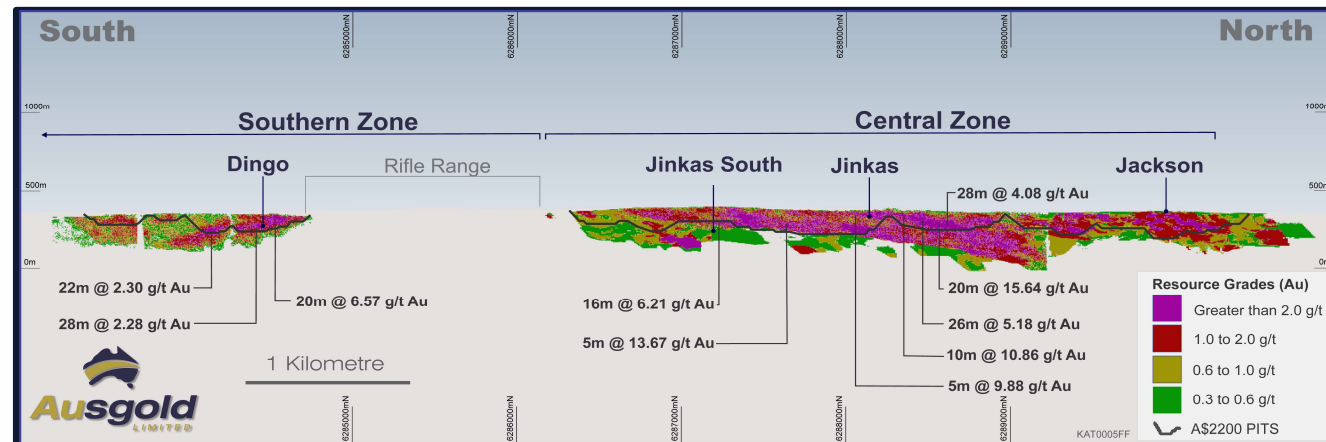 South
North
6285000mN
6286000mN
6287000mN
6288000mN
6289000mN
1000m
1000m
Southern Zone
Central Zone
Dingo
Rifle Range
Jinkas South
Jinkas
Jackson
500m
500m
28m @ 4.08 g/t Au
0m
0m
22m @ 2.30 g/t Au
20m @ 6.57 g/t Au
28m @ 2.28 g/t Au
16m @ 6.21 g/t Au
5m @ 13.67 g/t Au
20m @ 15.64 g/t Au
26m @ 5.18 g/t Au
10m @ 10.86 g/t Au
5m @ 9.88 g/t Au
Resource Grades (Au)
Greater than 2.0 g/t
1.0 to 2.0 g/t
0.6 to 1.0 g/t
0.3 to 0.6 g/t
A$2200 PITS
1 Kilometre
Ausgold
LIMITED
6285000mN
6286000mN
6287000mN
6288000mN
6289000mN
KAT0005FF